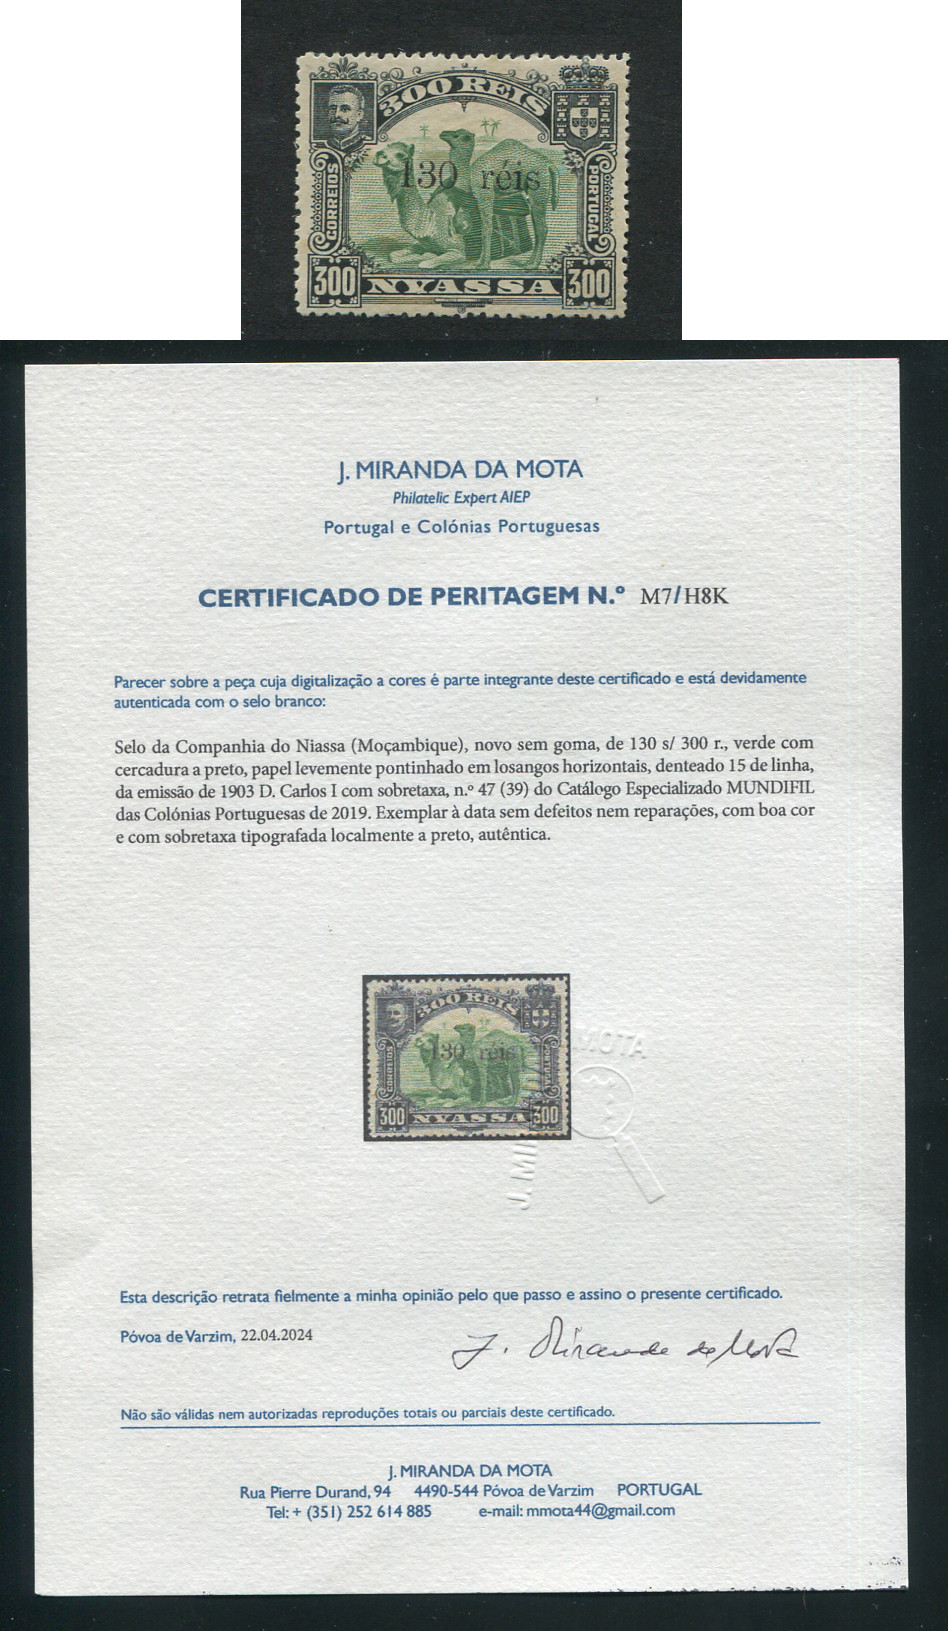 300 REIS
130 réis
CORREIOS
PORTUGAL
300 NYASSA 300
J. MIRANDA DA MOTA
Philatelic Expert AIEP
Portugal e Colónias Portuguesas
CERTIFICADO DE PERITAGEM N.º M7/H8K
Parecer sobre a peça cuja digitalização a cores é parte integrante deste certificado e está devidamente
autenticada com o selo branco:
Selo da Companhia do Niassa (Moçambique), novo sem goma, de 130 s/ 300 r., verde com
cercadura a preto, papel levemente pontinhado em losangos horizontais, denteado 15 de linha,
da emissão de 1903 D. Carlos I com sobretaxa, n.º 47 (39) do Catálogo Especializado MUNDIFIL
das Colónias Portuguesas de 2019. Exemplar à data sem defeitos nem reparações, com boa cor
e com sobretaxa tipografada localmente a preto, autêntica.
300 REIS
130 réis
CORREIOS
PORTUGAL
300 NYASSA 300
J. MI
MOTA
Esta descrição retrata fielmente a minha opinião pelo que passo e assino o presente certificado.
Póvoa de Varzim, 22.04.2024
J. Miranda da Mota
Não são válidas nem autorizadas reproduções totais ou parciais deste certificado.
J. MIRANDA DA MOTA
Rua Pierre Durand, 94 4490-544 Póvoa de Varzim PORTUGAL
Tel: + (351) 252 614 885 e-mail: mmota44@gmail.com